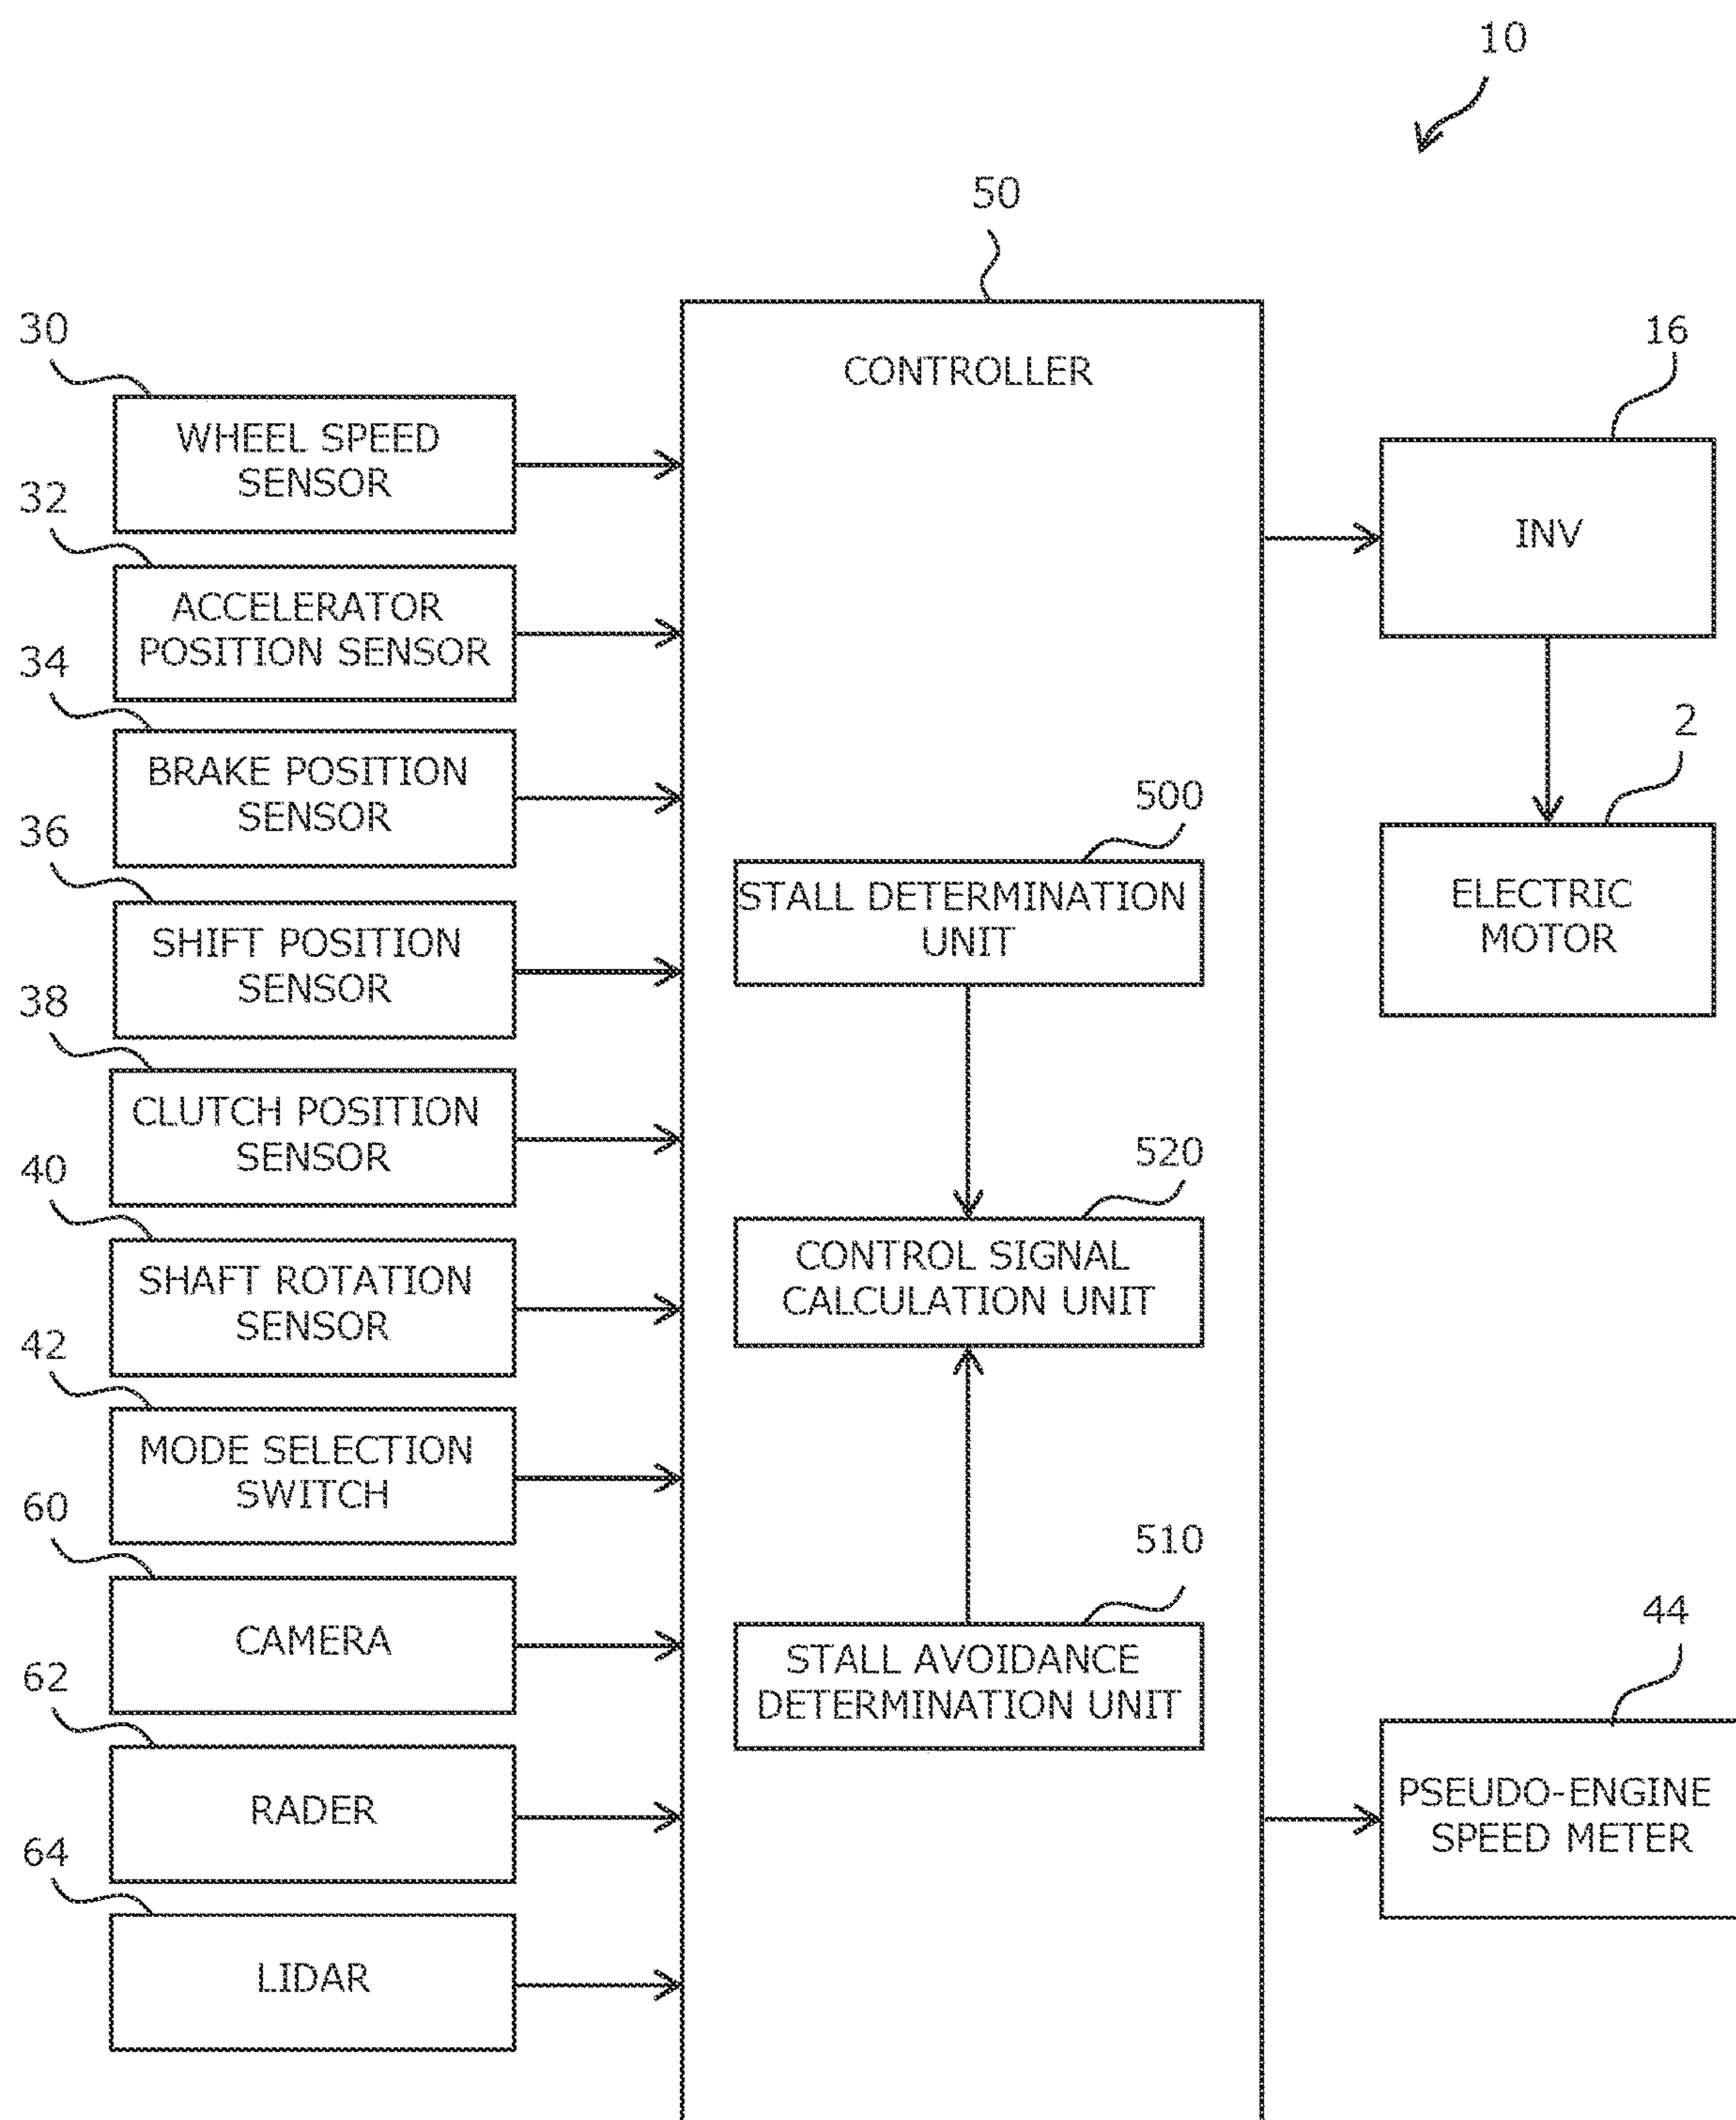 10
50
CONTROLLER
30
WHEEL SPEED
SENSOR
32
ACCELERATOR
POSITION SENSOR
34
BRAKE POSITION
SENSOR
36
SHIFT POSITION
SENSOR
38
CLUTCH POSITION
SENSOR
40
SHAFT ROTATION
SENSOR
42
MODE SELECTION
SWITCH
60
CAMERA
62
RADER
64
LIDAR
500
STALL DETERMINATION
UNIT
520
CONTROL SIGNAL
CALCULATION UNIT
510
STALL AVOIDANCE
DETERMINATION UNIT
16
INV
2
ELECTRIC
MOTOR
44
PSEUDO-ENGINE
SPEED METER